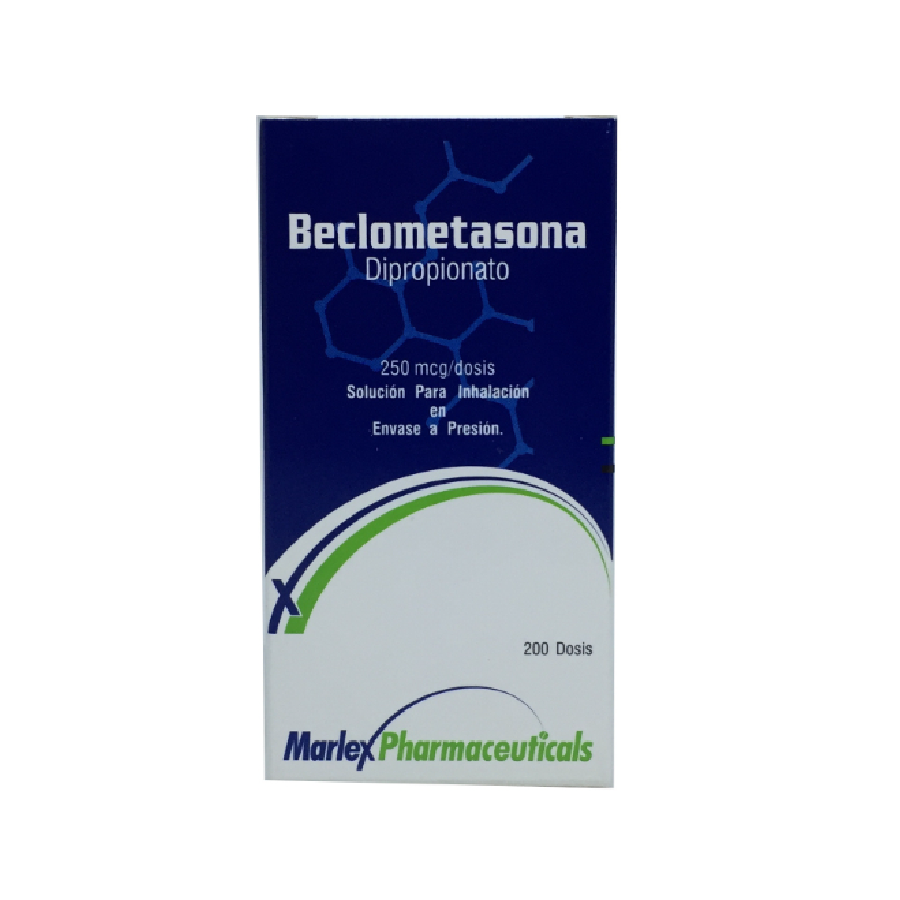 Beclometasona
Dipropionato
250 mcg/dosis
Solución Para Inhalación
en
Envase a Presión.
X
200 Dosis
Marlex Pharmaceuticals